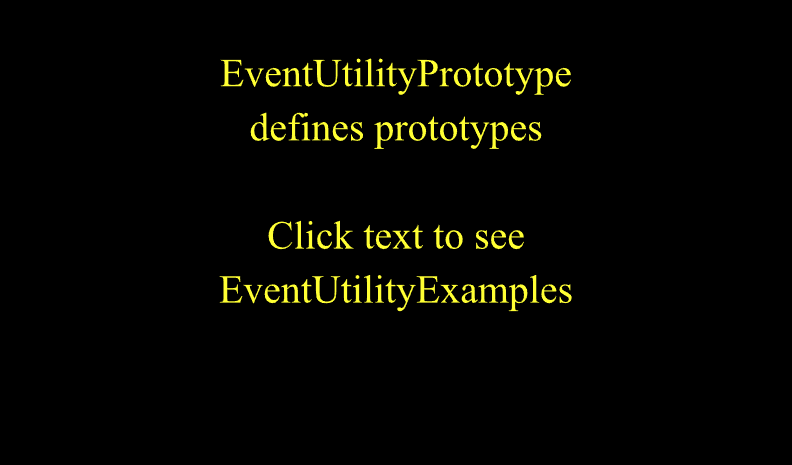 EventUtilityPrototype
defines prototypes
Click text to see
EventUtilityExamples